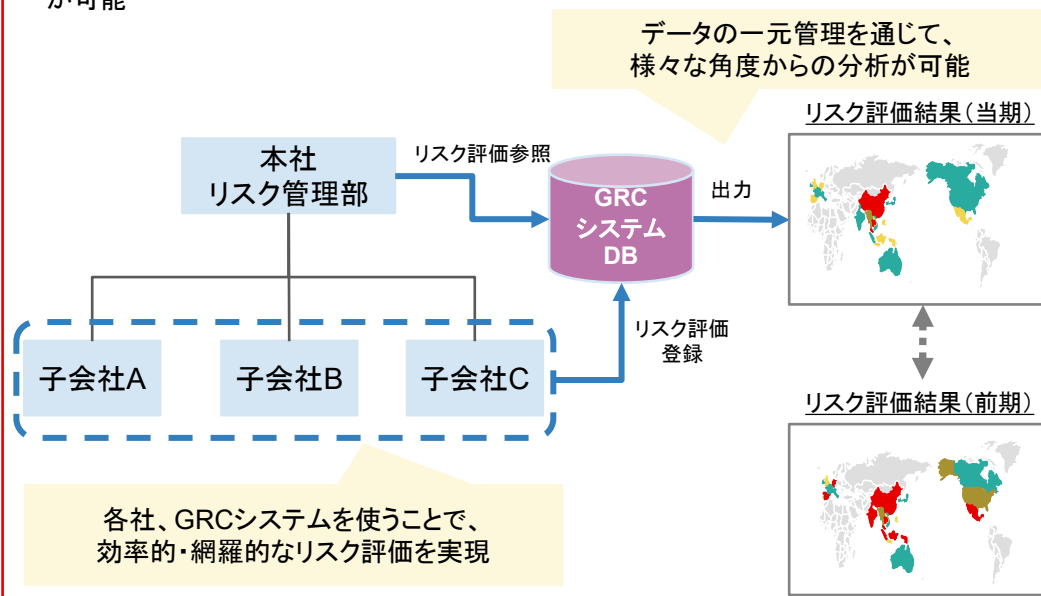 が可能
データの一元管理を通じて、
様々な角度からの分析が可能
リスク評価結果(当期)
本社
リスク管理部
リスク評価参照
GRC
システム
DB
出力
リスク評価
登録
子会社A
子会社B
子会社C
リスク評価結果(前期)
各社、GRCシステムを使うことで、
効率的・網羅的なリスク評価を実現